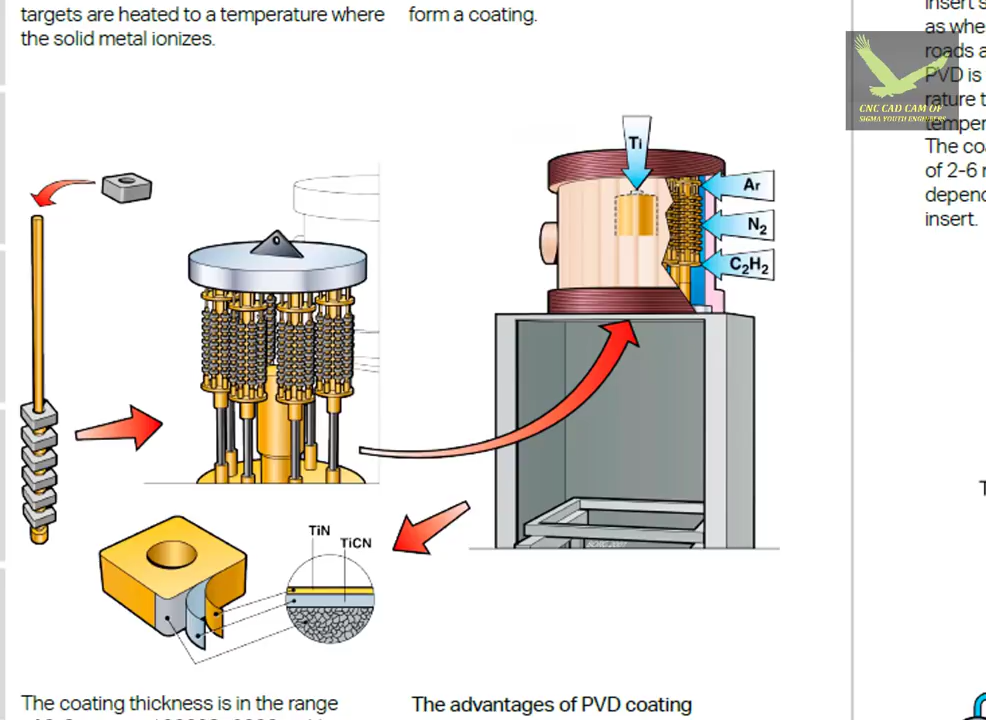 targets are heated to a temperature where
the solid metal ionizes.
form a coating.
as whe
roads a
PVD is
rature t
temper
The coa
of 2-6
depend
insert.
CNC CAD CAM OF
SIGMA YOUTH ENGINEERS
Ti
Ar
N₂
C₂H₂
TiN
TiCN
The coating thickness is in the range
The advantages of PVD coating